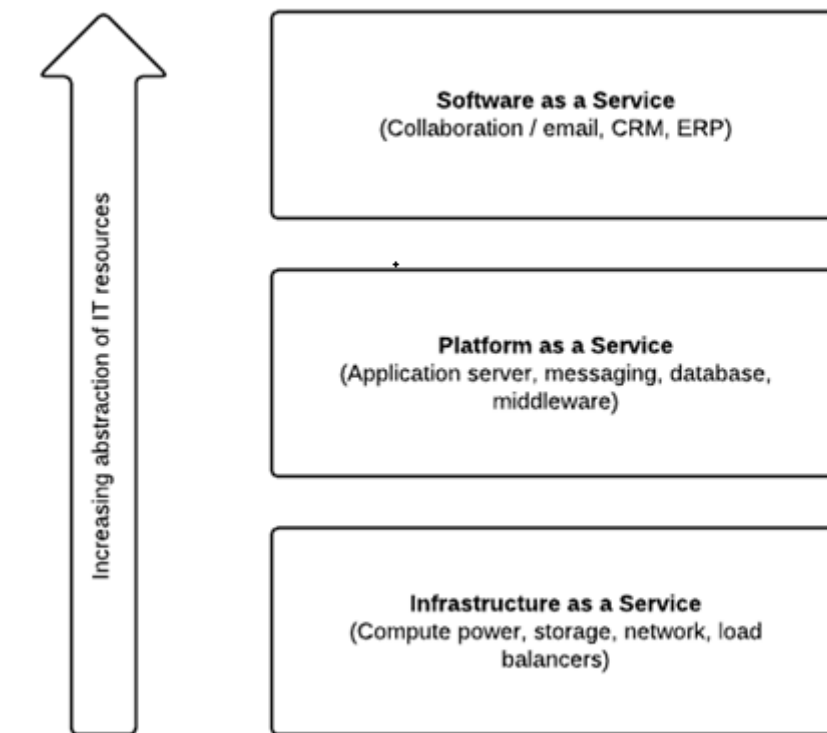 Increasing abstraction of IT resources
Software as a Service
(Collaboration / email, CRM, ERP)
Platform as a Service
(Application server, messaging, database,
middleware)
Infrastructure as a Service
(Compute power, storage, network, load
balancers)